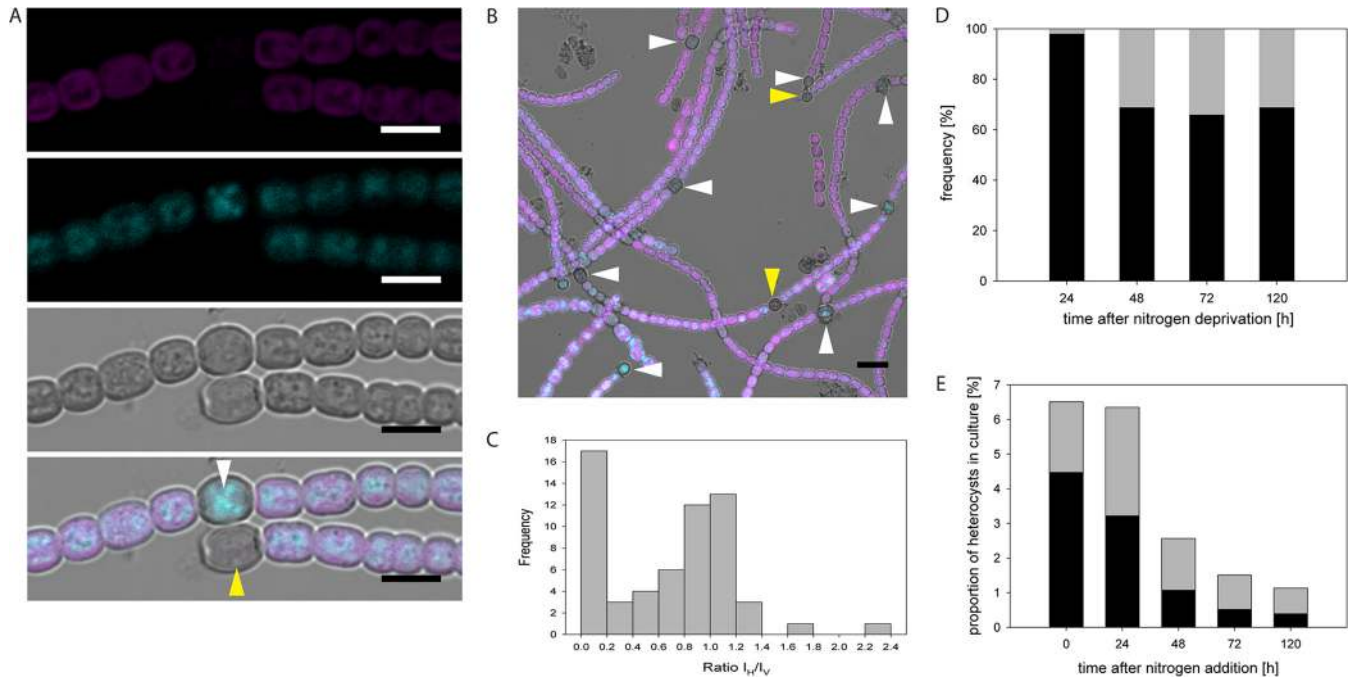 A
B
D
frequency [%]
100
80
60
40
20
0
24 48 72 120
time after nitrogen deprivation [h]
C
Frequency
18
16
14
12
10
8
6
4
2
0
0.0 0.2 0.4 0.6 0.8 1.0 1.2 1.4 1.6 1.8 2.0 2.2 2.4
Ratio I_H/I_V
E
proportion of heterocysts in culture [%]
7
6
5
4
3
2
1
0
0 24 48 72 120
time after nitrogen addition [h]